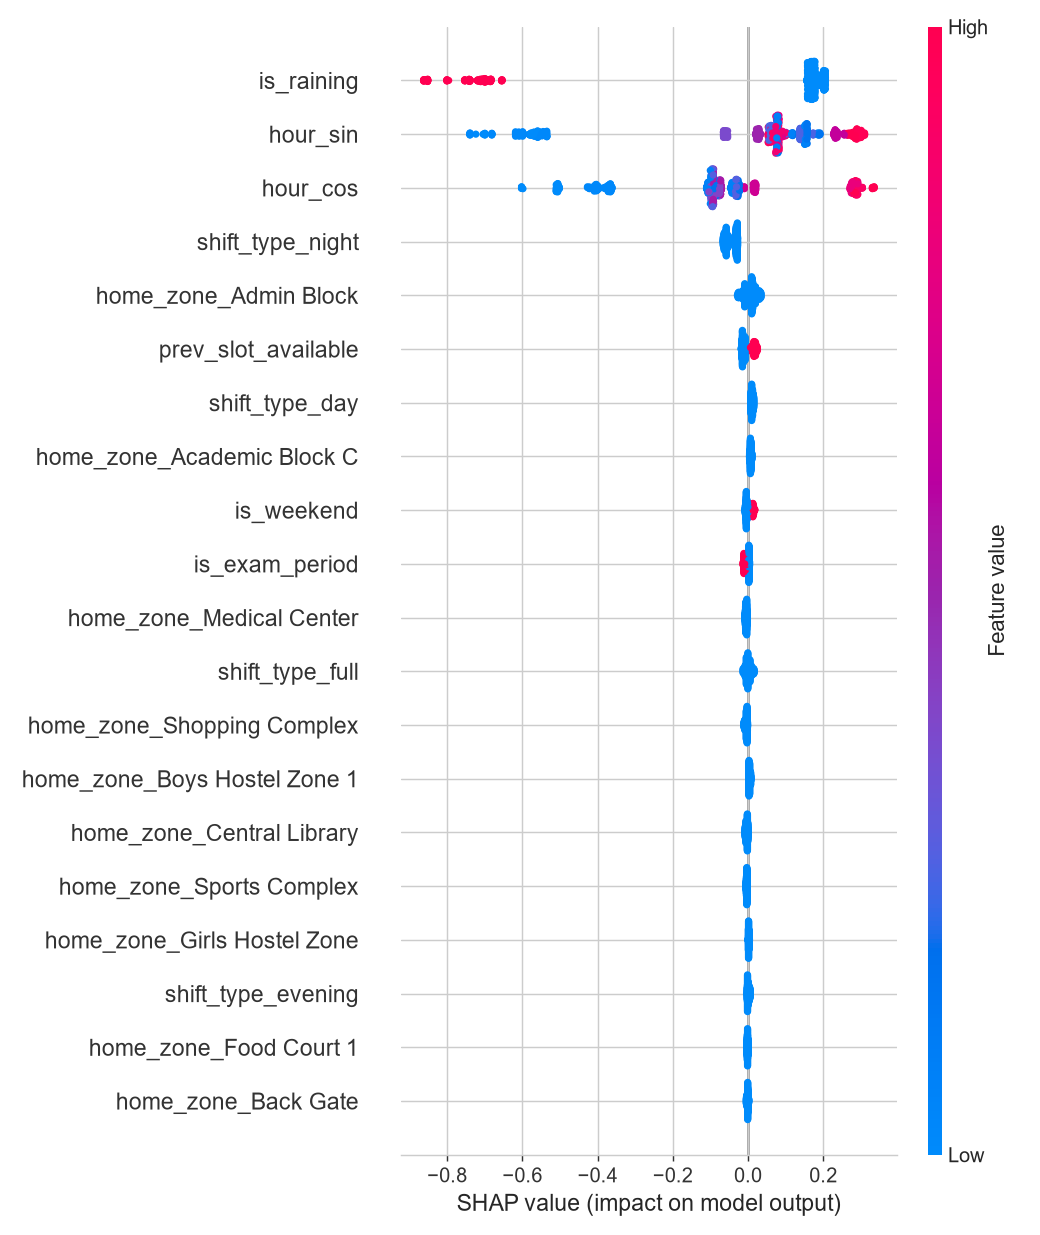 High
is_raining
hour_sin
hour_cos
shift_type_night
home_zone_Admin Block
prev_slot_available
shift_type_day
home_zone_Academic Block C
is_weekend
is_exam_period
home_zone_Medical Center
shift_type_full
home_zone_Shopping Complex
home_zone_Boys Hostel Zone 1
home_zone_Central Library
home_zone_Sports Complex
home_zone_Girls Hostel Zone
shift_type_evening
home_zone_Food Court 1
home_zone_Back Gate
Feature value
Low
−0.8 −0.6 −0.4 −0.2 0.0 0.2
SHAP value (impact on model output)